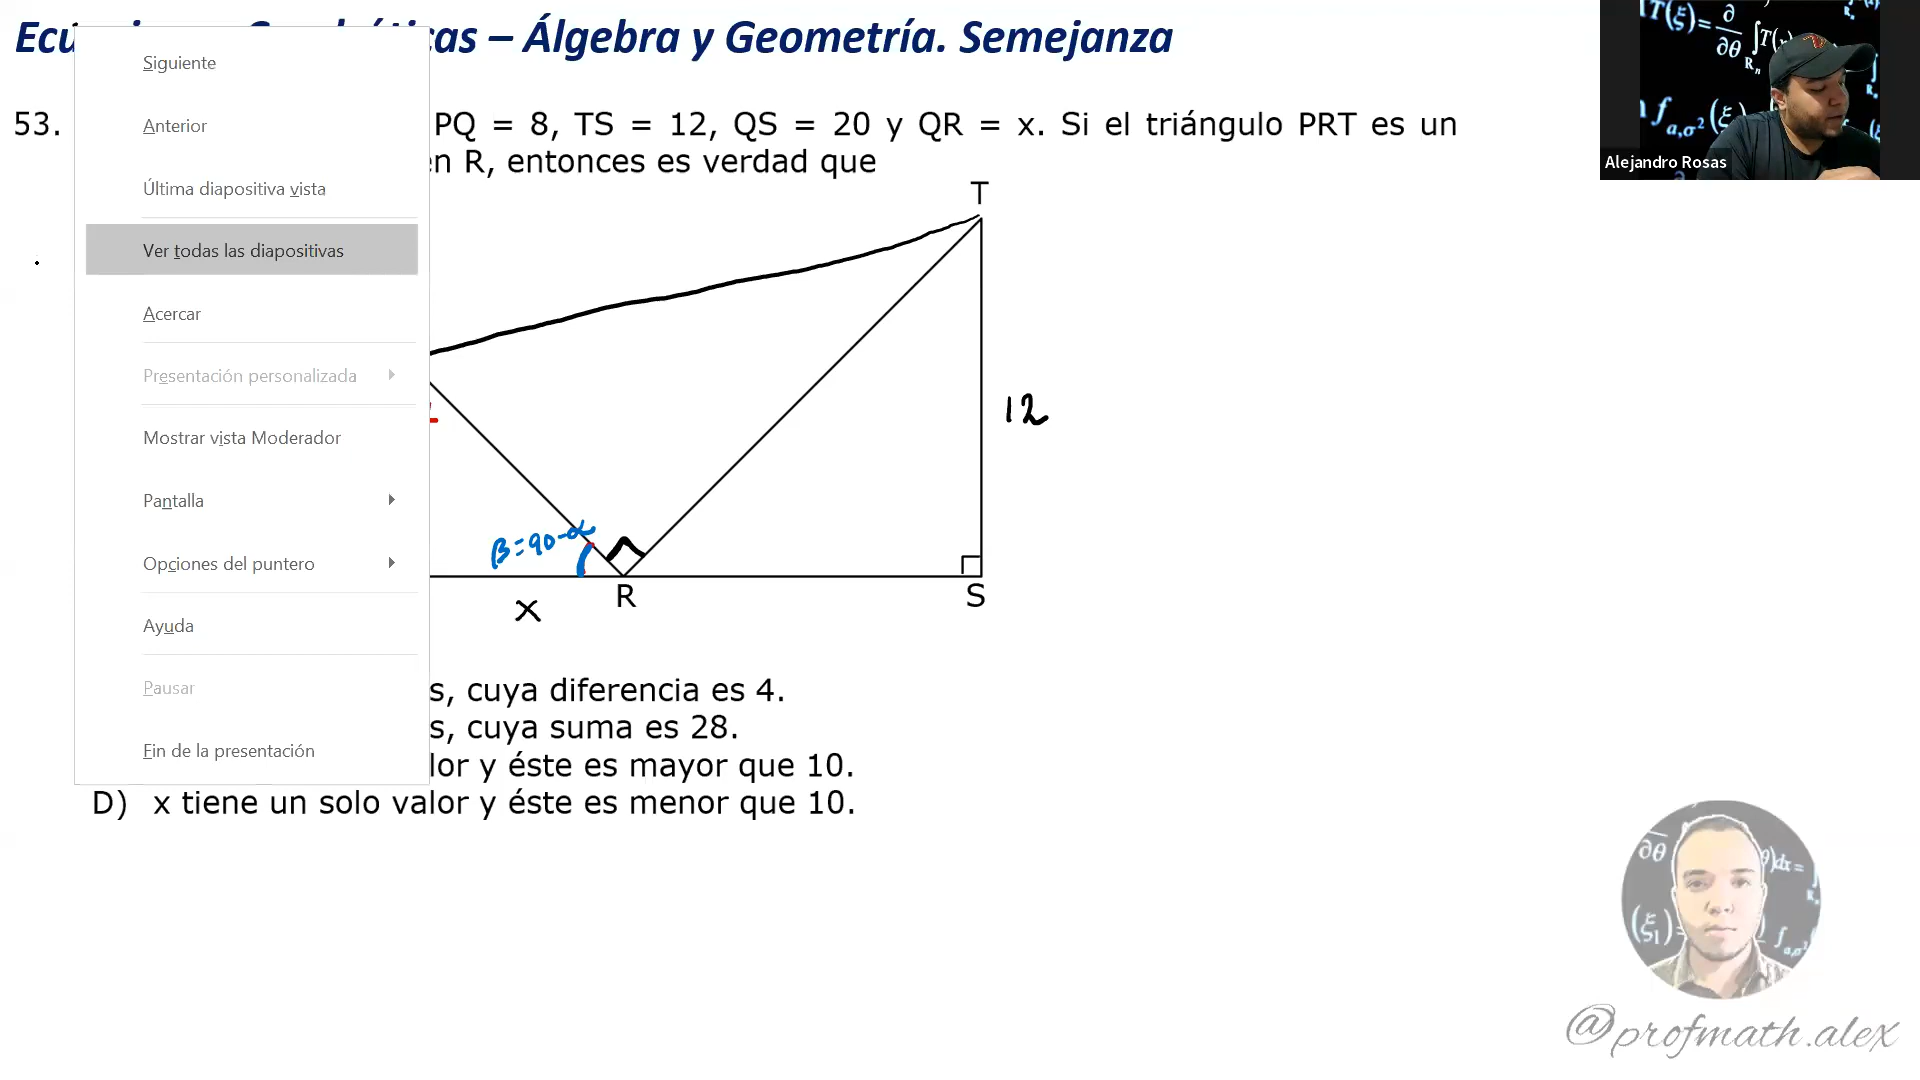 Ecu as – Álgebra y Geometría. Semejanza
53. PQ = 8, TS = 12, QS = 20 y QR = x. Si el triángulo PRT es un
en R, entonces es verdad que
T
12
β=90-α
x
R
S
s, cuya diferencia es 4.
s, cuya suma es 28.
lor y éste es mayor que 10.
D) x tiene un solo valor y éste es menor que 10.
Siguiente
Anterior
Última diapositiva vista
Ver todas las diapositivas
Acercar
Presentación personalizada
Mostrar vista Moderador
Pantalla
Opciones del puntero
Ayuda
Pausar
Fin de la presentación
Alejandro Rosas
@profmath.alex